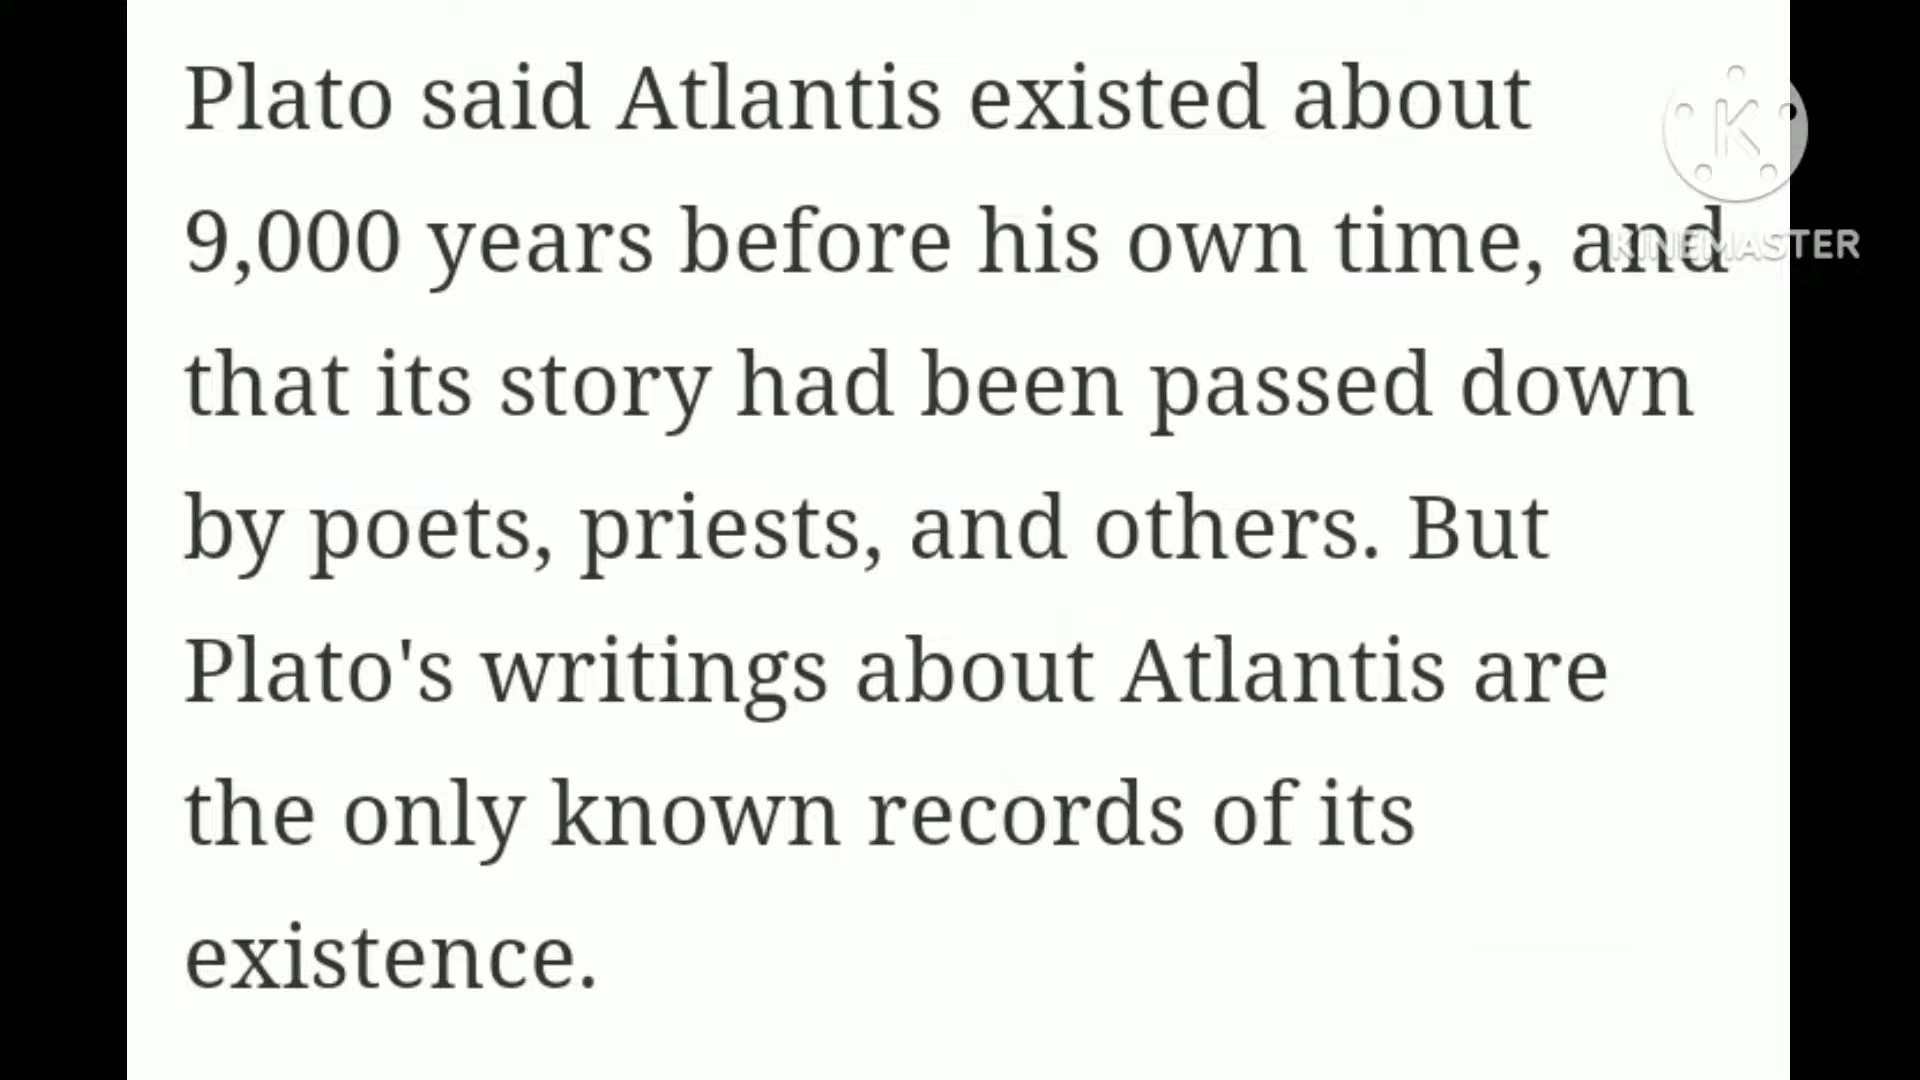 Plato said Atlantis existed about
9,000 years before his own time, and
that its story had been passed down
by poets, priests, and others. But
Plato's writings about Atlantis are
the only known records of its
existence.
K
KINEMASTER